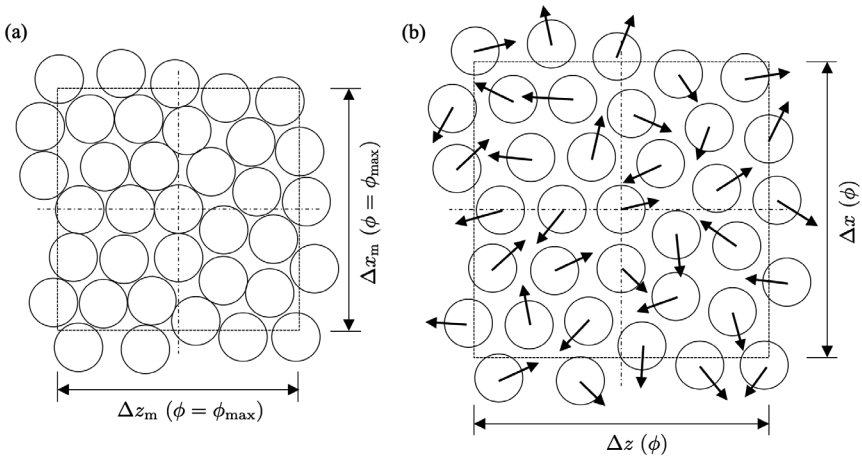 (a)
(b)
Δx_m (ϕ = ϕ_max)
Δx (ϕ)
Δz_m (ϕ = ϕ_max)
Δz (ϕ)